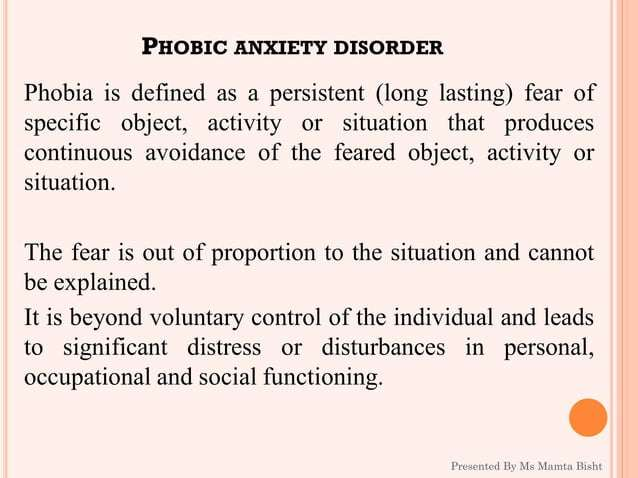 PHOBIC ANXIETY DISORDER
Phobia is defined as a persistent (long lasting) fear of
specific object, activity or situation that produces
continuous avoidance of the feared object, activity or
situation.
The fear is out of proportion to the situation and cannot
be explained.
It is beyond voluntary control of the individual and leads
to significant distress or disturbances in personal,
occupational and social functioning.
Presented By Ms Mamta Bisht